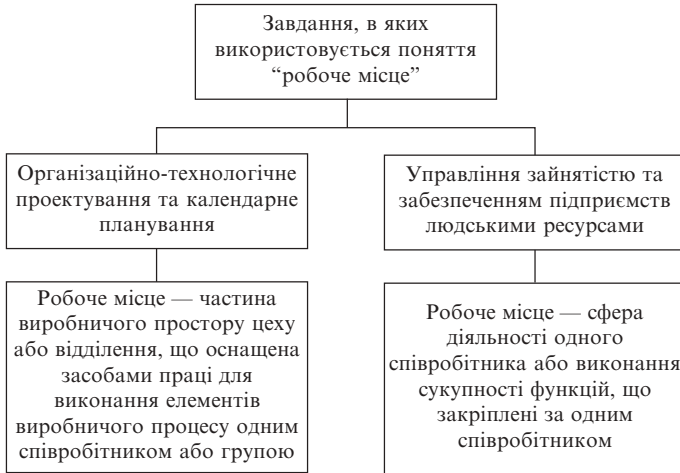 Завдання, в яких
використовується поняття
“робоче місце”
Організаційно-технологічне
проектування та календарне
планування
Управління зайнятістю та
забезпеченням підприємств
людськими ресурсами
Робоче місце — частина
виробничого простору цеху
або відділення, що оснащена
засобами праці для
виконання елементів
виробничого процесу одним
співробітником або групою
Робоче місце — сфера
діяльності одного
співробітника або виконання
сукупності функцій, що
закріплені за одним
співробітником